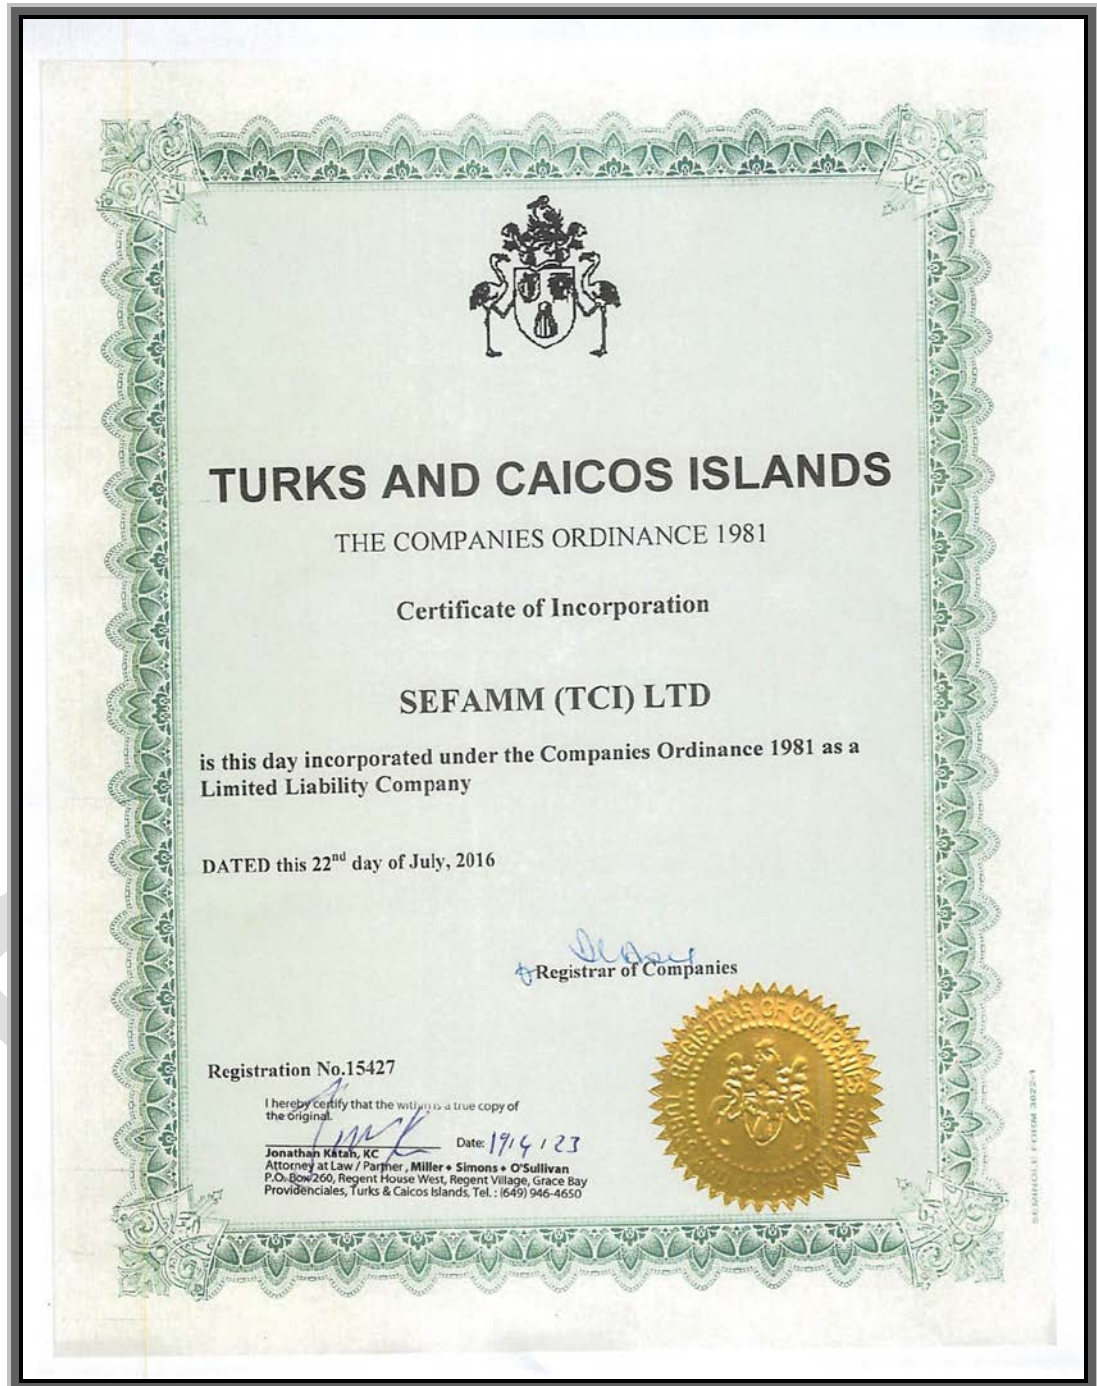 TURKS AND CAICOS ISLANDS
THE COMPANIES ORDINANCE 1981
Certificate of Incorporation
SEFAMM (TCI) LTD
is this day incorporated under the Companies Ordinance 1981 as a
Limited Liability Company
DATED this 22nd day of July, 2016
Registrar of Companies
REGISTRAR OF COMPANIES
Registration No.15427
I hereby certify that the within is a true copy of
the original.
Date: 19/4/23
Jonathan Katan, KC
Attorney at Law / Partner, Miller • Simons • O'Sullivan
P.O. Box 260, Regent House West, Regent Village, Grace Bay
Providenciales, Turks & Caicos Islands, Tel. : (649) 946-4650
SEMINOLE FORM 3022-1